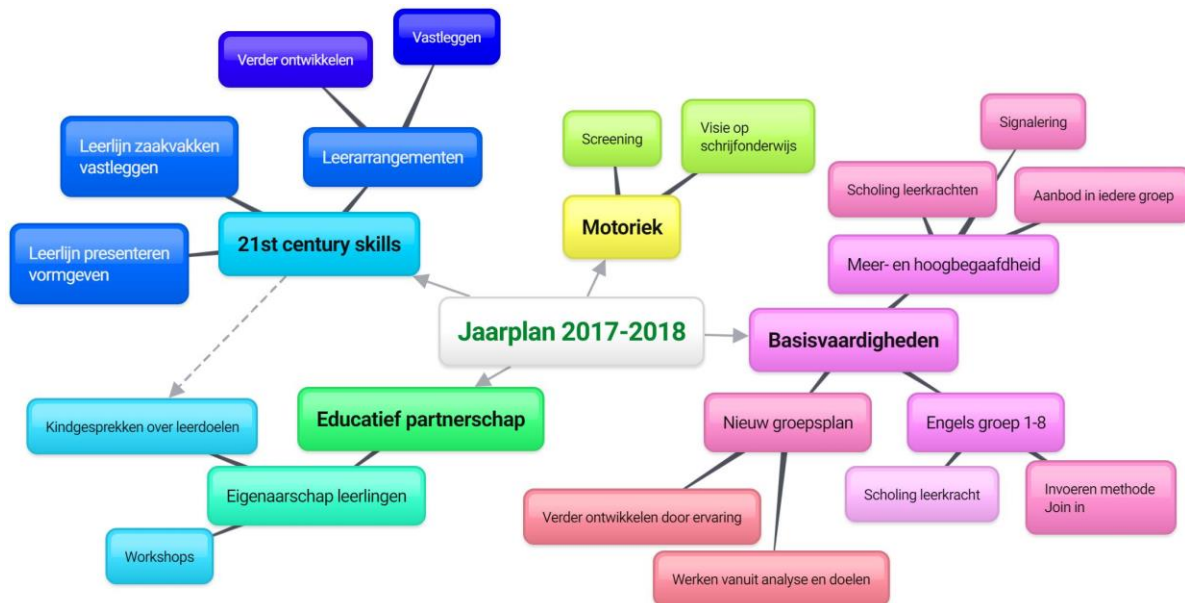 Vastleggen
Verder ontwikkelen
Leerlijn zaakvakken
vastleggen
Leerarrangementen
Leerlijn presenteren
vormgeven
21st century skills
Screening
Visie op
schrijfonderwijs
Motoriek
Signalering
Scholing leerkrachten
Aanbod in iedere groep
Meer- en hoogbegaafdheid
Jaarplan 2017-2018
Basisvaardigheden
Educatief partnerschap
Kindgesprekken over leerdoelen
Eigenaarschap leerlingen
Workshops
Nieuw groepsplan
Engels groep 1-8
Scholing leerkracht
Invoeren methode
Join in
Verder ontwikkelen door ervaring
Werken vanuit analyse en doelen